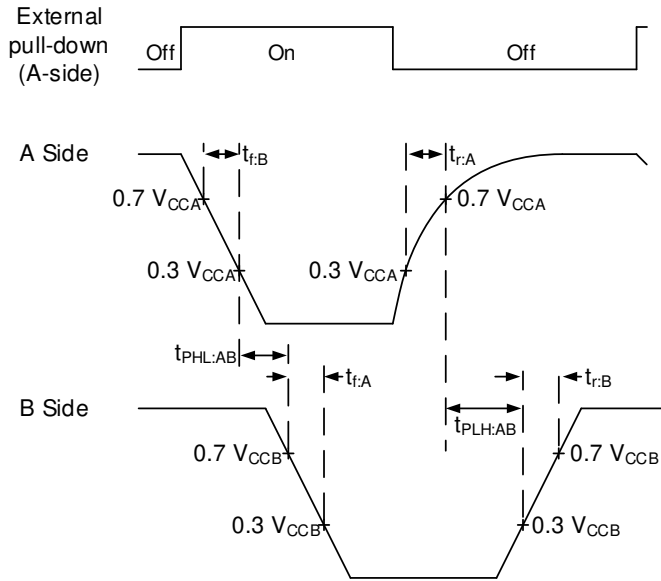 External
pull-down
(A-side)
Off
On
Off
A Side
t_f:B
t_r:A
0.7 V_CCA
0.7 V_CCA
0.3 V_CCA
0.3 V_CCA
t_PHL:AB
t_f:A
t_r:B
B Side
t_PLH:AB
0.7 V_CCB
0.7 V_CCB
0.3 V_CCB
0.3 V_CCB